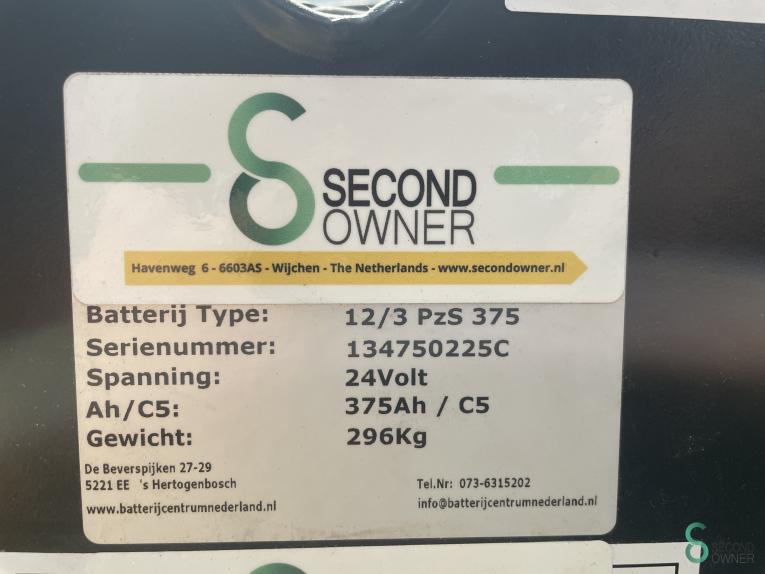 SECOND
OWNER
Havenweg 6 - 6603AS - Wijchen - The Netherlands - www.secondowner.nl
Batterij Type: 12/3 PzS 375
Serienummer: 134750225C
Spanning: 24Volt
Ah/C5: 375Ah / C5
Gewicht: 296Kg
De Beverspijken 27-29
5221 EE 's Hertogenbosch Tel.Nr: 073-6315202
www.batterijcentrumnederland.nl info@batterijcentrumnederland.nl
SECOND
OWNER